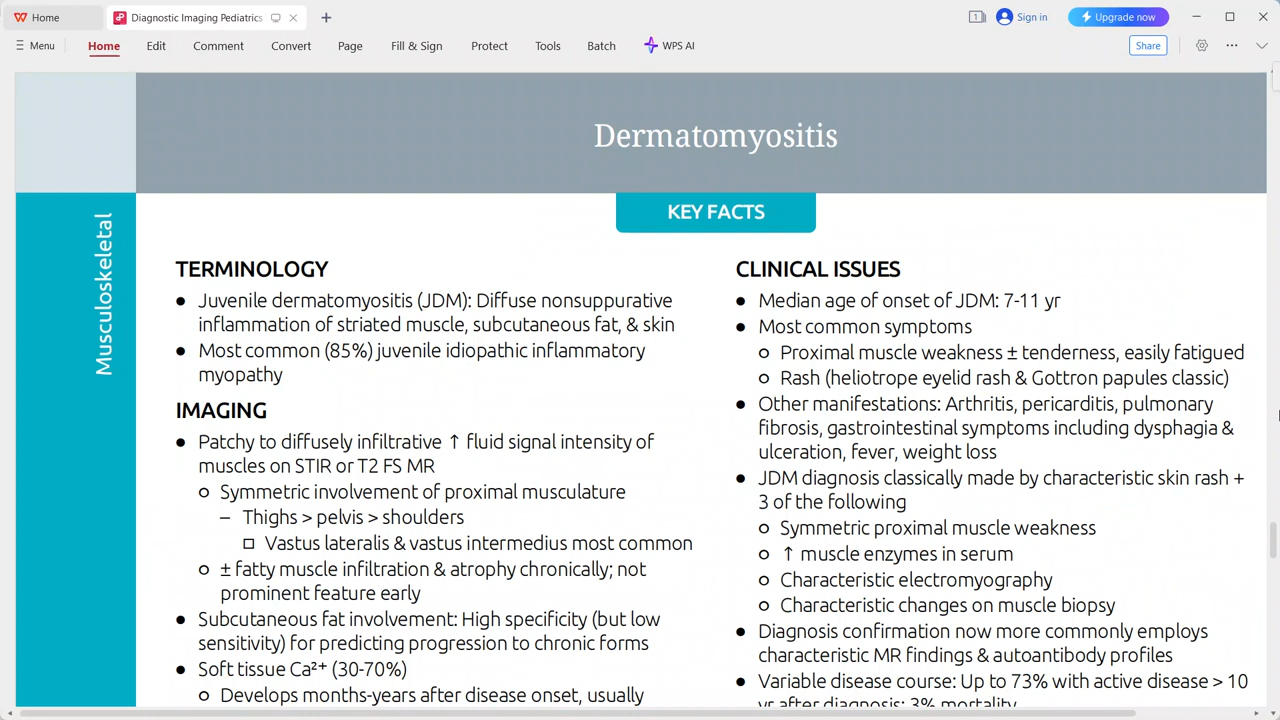 Home
Diagnostic Imaging Pediatrics
1
Sign in
Upgrade now
Menu
Home
Edit
Comment
Convert
Page
Fill & Sign
Protect
Tools
Batch
WPS AI
Share
Dermatomyositis
Musculoskeletal
KEY FACTS
TERMINOLOGY
● Juvenile dermatomyositis (JDM): Diffuse nonsuppurative
inflammation of striated muscle, subcutaneous fat, & skin
● Most common (85%) juvenile idiopathic inflammatory
myopathy
IMAGING
● Patchy to diffusely infiltrative ↑ fluid signal intensity of
muscles on STIR or T2 FS MR
○ Symmetric involvement of proximal musculature
– Thighs > pelvis > shoulders
□ Vastus lateralis & vastus intermedius most common
○ ± fatty muscle infiltration & atrophy chronically; not
prominent feature early
● Subcutaneous fat involvement: High specificity (but low
sensitivity) for predicting progression to chronic forms
● Soft tissue Ca²⁺ (30-70%)
○ Develops months-years after disease onset, usually
CLINICAL ISSUES
● Median age of onset of JDM: 7-11 yr
● Most common symptoms
○ Proximal muscle weakness ± tenderness, easily fatigued
○ Rash (heliotrope eyelid rash & Gottron papules classic)
● Other manifestations: Arthritis, pericarditis, pulmonary
fibrosis, gastrointestinal symptoms including dysphagia &
ulceration, fever, weight loss
● JDM diagnosis classically made by characteristic skin rash +
3 of the following
○ Symmetric proximal muscle weakness
○ ↑ muscle enzymes in serum
○ Characteristic electromyography
○ Characteristic changes on muscle biopsy
● Diagnosis confirmation now more commonly employs
characteristic MR findings & autoantibody profiles
● Variable disease course: Up to 73% with active disease > 10
yr after diagnosis; 3% mortality